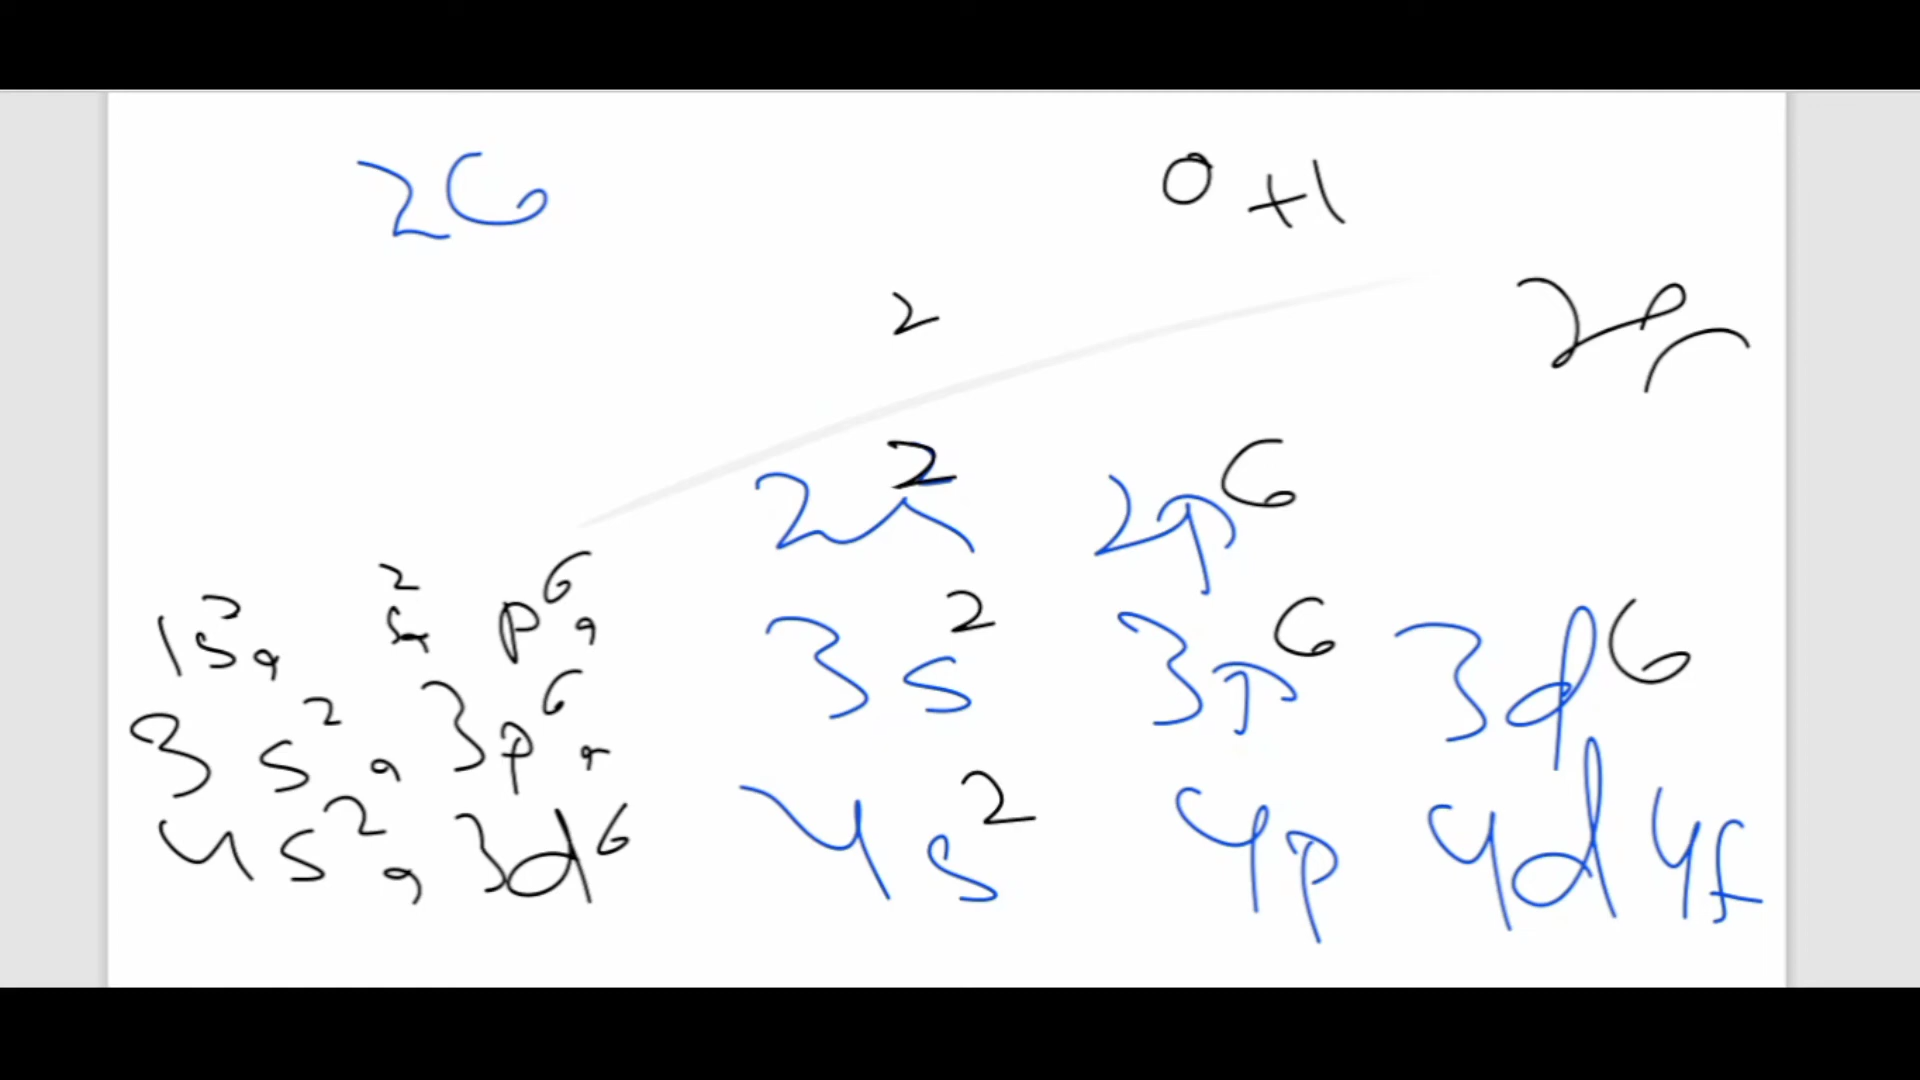 26 0+1
2
2s² 2p⁶
1s², s² p⁶, 3s² 3p⁶ 3d⁶
3s², 3p⁶,
4s², 3d⁶ 4s² 4p 4d 4f